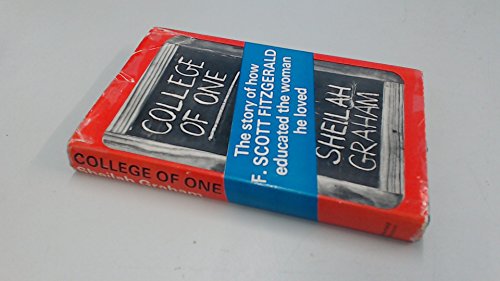 COLLEGE
OF ONE
The story of how
F. SCOTT FITZGERALD
educated the woman
he loved
SHEILAH
GRAHAM
COLLEGE OF ONE
Sheilah Graham